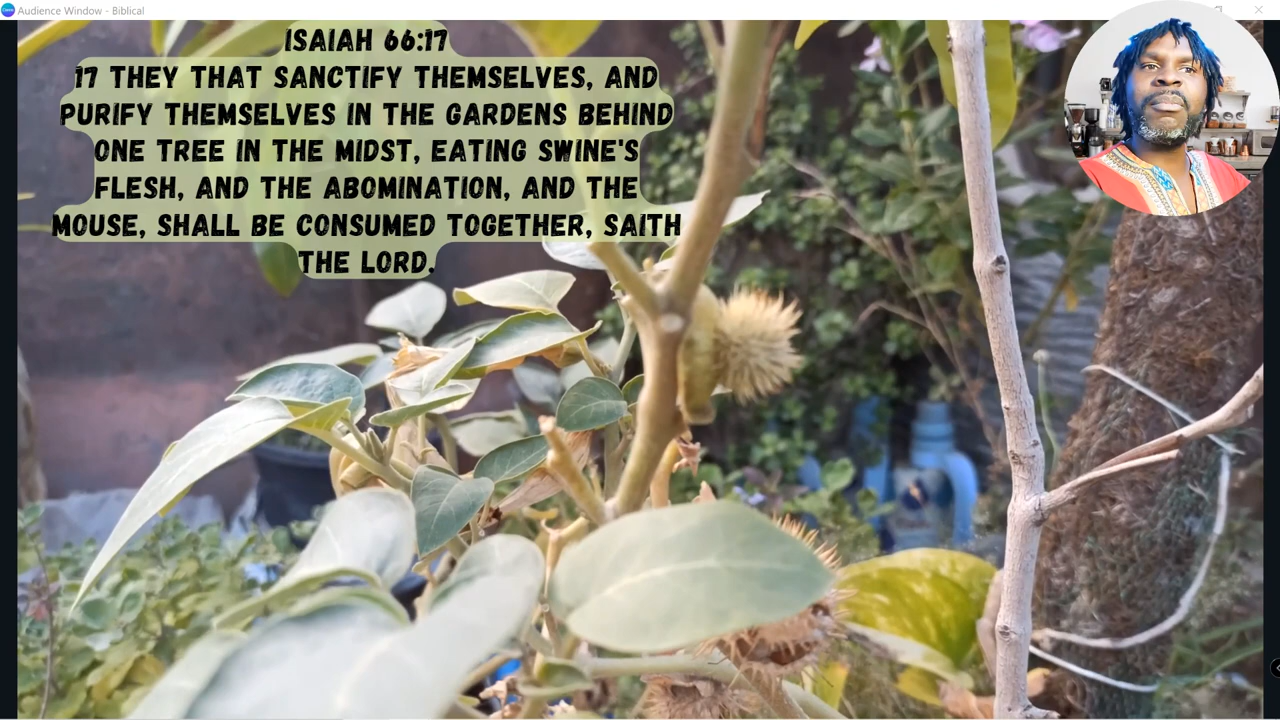 Audience Window - Biblical
ISAIAH 66:17
17 THEY THAT SANCTIFY THEMSELVES, AND
PURIFY THEMSELVES IN THE GARDENS BEHIND
ONE TREE IN THE MIDST, EATING SWINE'S
FLESH, AND THE ABOMINATION, AND THE
MOUSE, SHALL BE CONSUMED TOGETHER, SAITH
THE LORD.